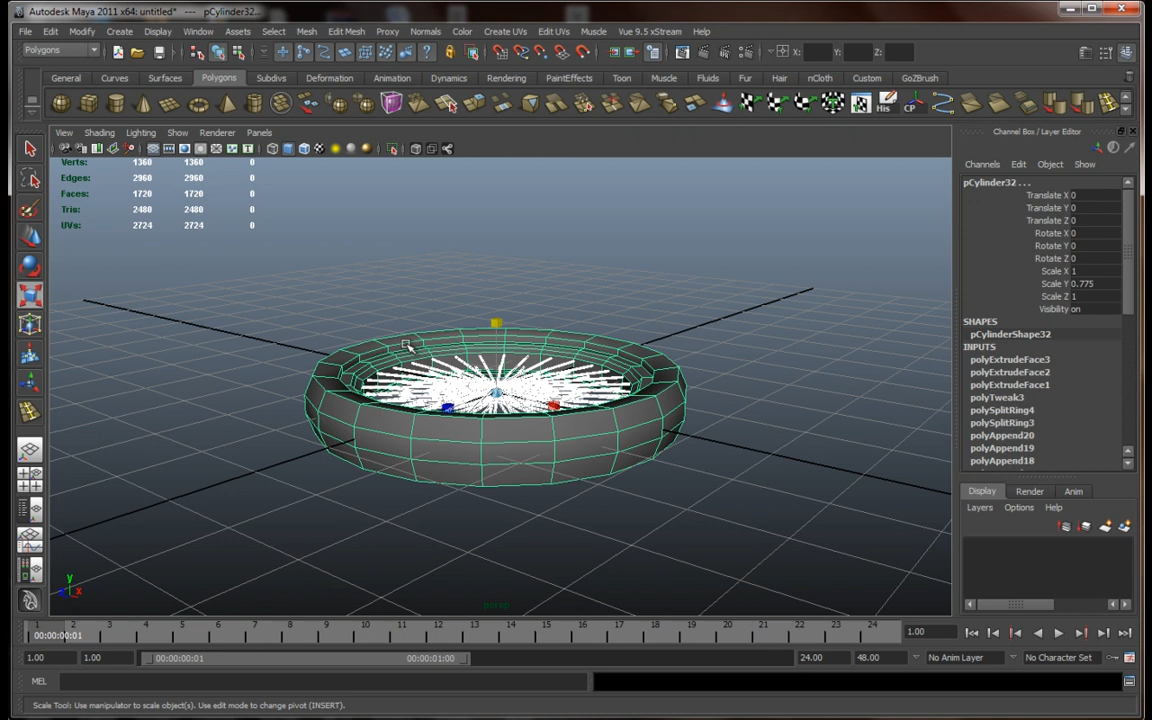 Autodesk Maya 2011 x64: untitled* --- pCylinder32...
File Edit Modify Create Display Window Assets Select Mesh Edit Mesh Proxy Normals Color Create UVs Edit UVs Muscle Vue 9.5 xStream Help
Polygons X: Y: Z:
General Curves Surfaces Polygons Subdivs Deformation Animation Dynamics Rendering PaintEffects Toon Muscle Fluids Fur Hair nCloth Custom GoZBrush
His CP
View Shading Lighting Show Renderer Panels
Channel Box / Layer Editor
Channels Edit Object Show
Verts: 1360 1360 0
Edges: 2960 2960 0
Faces: 1720 1720 0
Tris: 2480 2480 0
UVs: 2724 2724 0
pCylinder32 . . .
Translate X 0
Translate Y 0
Translate Z 0
Rotate X 0
Rotate Y 0
Rotate Z 0
Scale X 1
Scale Y 0.775
Scale Z 1
Visibility on
SHAPES
pCylinderShape32
INPUTS
polyExtrudeFace3
polyExtrudeFace2
polyExtrudeFace1
polyTweak3
polySplitRing4
polySplitRing3
polyAppend20
polyAppend19
polyAppend18
Display Render Anim
Layers Options Help
y
z x
persp
1 2 3 4 5 6 7 8 9 10 11 12 13 14 15 16 17 18 19 20 21 22 23 24
00:00:00:01
1.00
1.00 1.00 00:00:00:01 00:00:01:00 24.00 48.00 No Anim Layer No Character Set
MEL
Scale Tool: Use manipulator to scale object(s). Use edit mode to change pivot (INSERT).